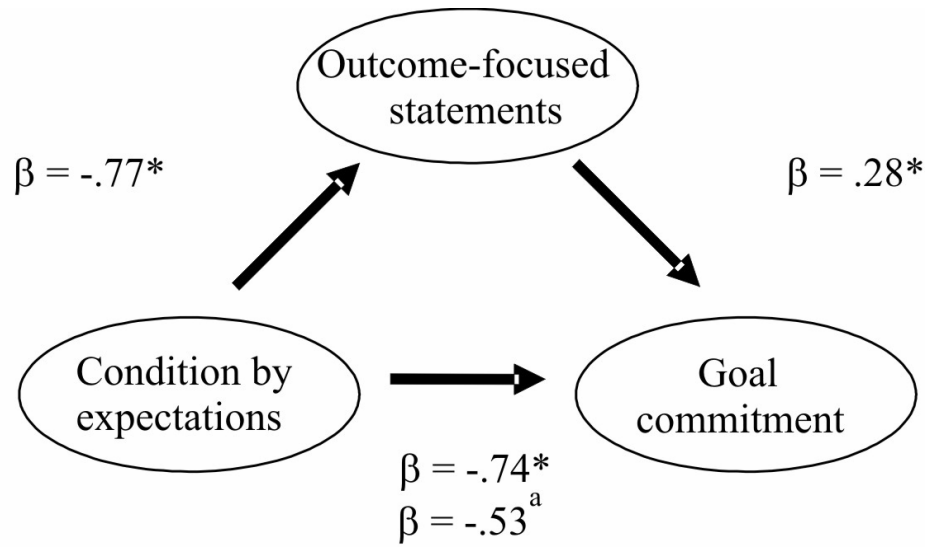 Outcome-focused
statements
β = -.77*
β = .28*
Condition by
expectations
Goal
commitment
β = -.74*
β = -.53a